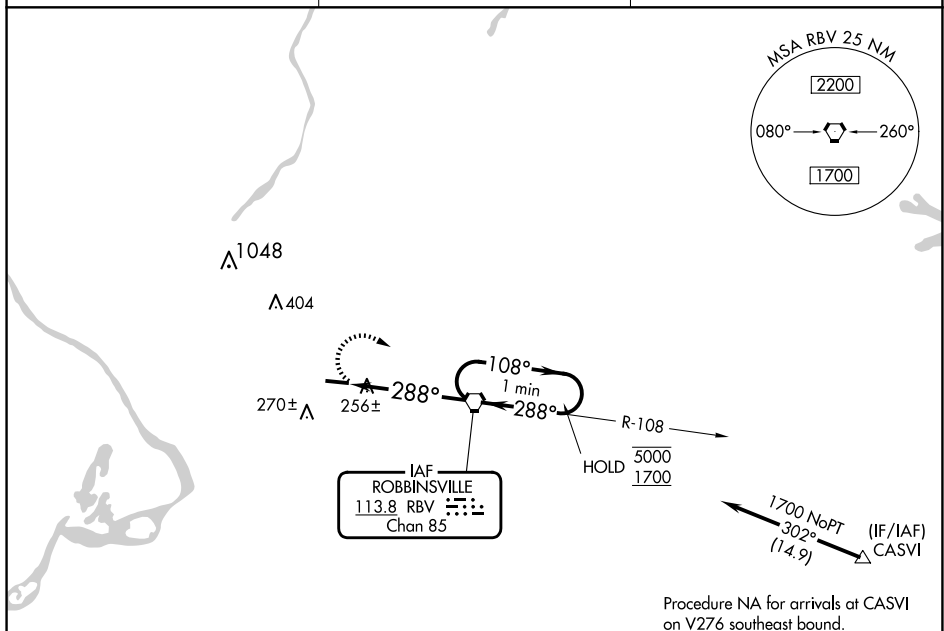 MSA RBV 25 NM
2200
080°
260°
1700
1048
404
108°
1 min
288°
288°
270±
256±
R-108
HOLD
5000
1700
IAF
ROBBINSVILLE
113.8 RBV
Chan 85
1700 NoPT
302°
(14.9)
(IF/IAF)
CASVI
Procedure NA for arrivals at CASVI
on V276 southeast bound.